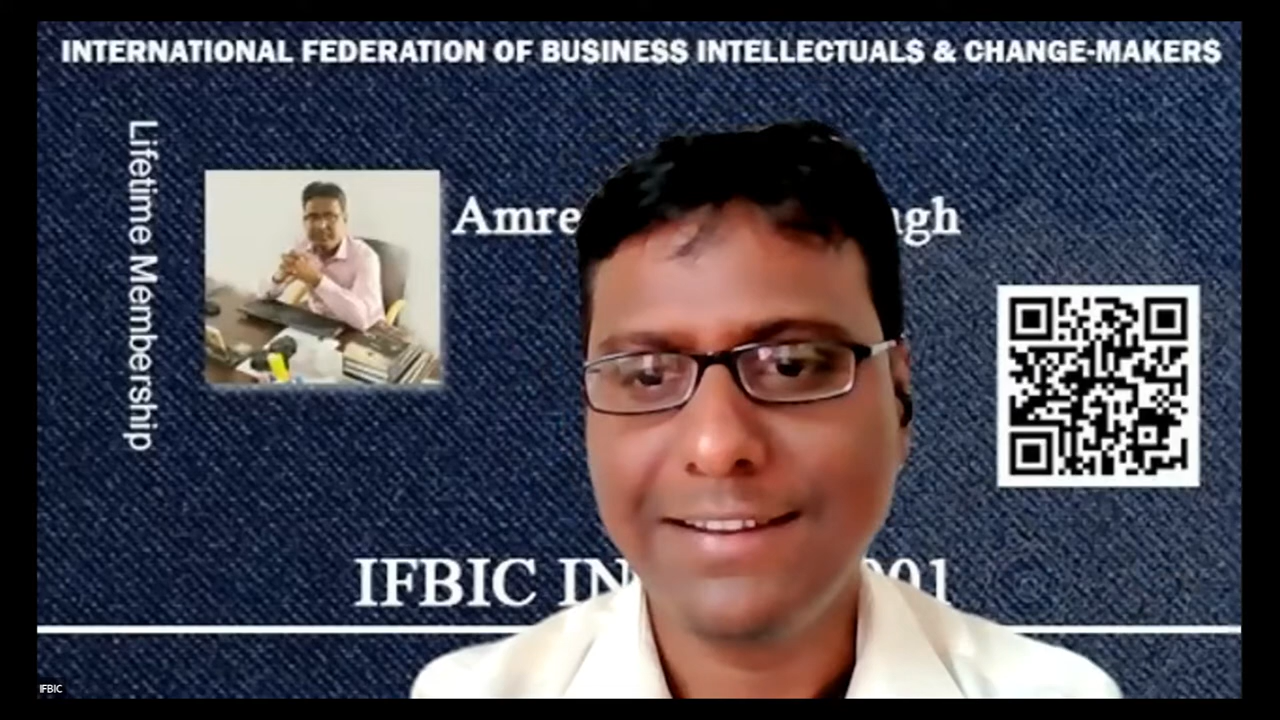 INTERNATIONAL FEDERATION OF BUSINESS INTELLECTUALS & CHANGE-MAKERS
Lifetime Membership
IFBIC
IFBIC